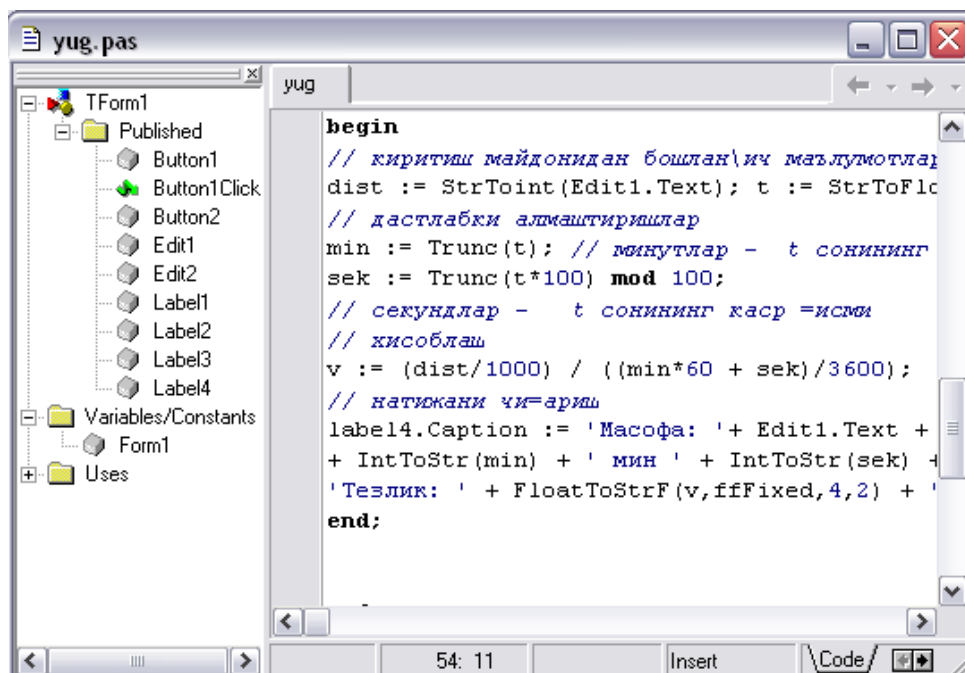 yug.pas
TForm1
Published
Button1
Button1Click
Button2
Edit1
Edit2
Label1
Label2
Label3
Label4
Variables/Constants
Form1
Uses
yug
begin
// киритиш майдонидан бошлан\ич маълумотлар
dist := StrToint(Edit1.Text); t := StrToFlo
// дастлабки алмаштиришлар
min := Trunc(t); // минутлар - t сонининг
sek := Trunc(t*100) mod 100;
// секундлар - t сонининг каср =исми
// хисоблаш
v := (dist/1000) / ((min*60 + sek)/3600);
// натижани чи=ариш
label4.Caption := 'Масофа: '+ Edit1.Text +
+ IntToStr(min) + ' мин ' + IntToStr(sek) +
'Тезлик: ' + FloatToStrF(v,ffFixed,4,2) + '
end;
54: 11
Insert
\Code/